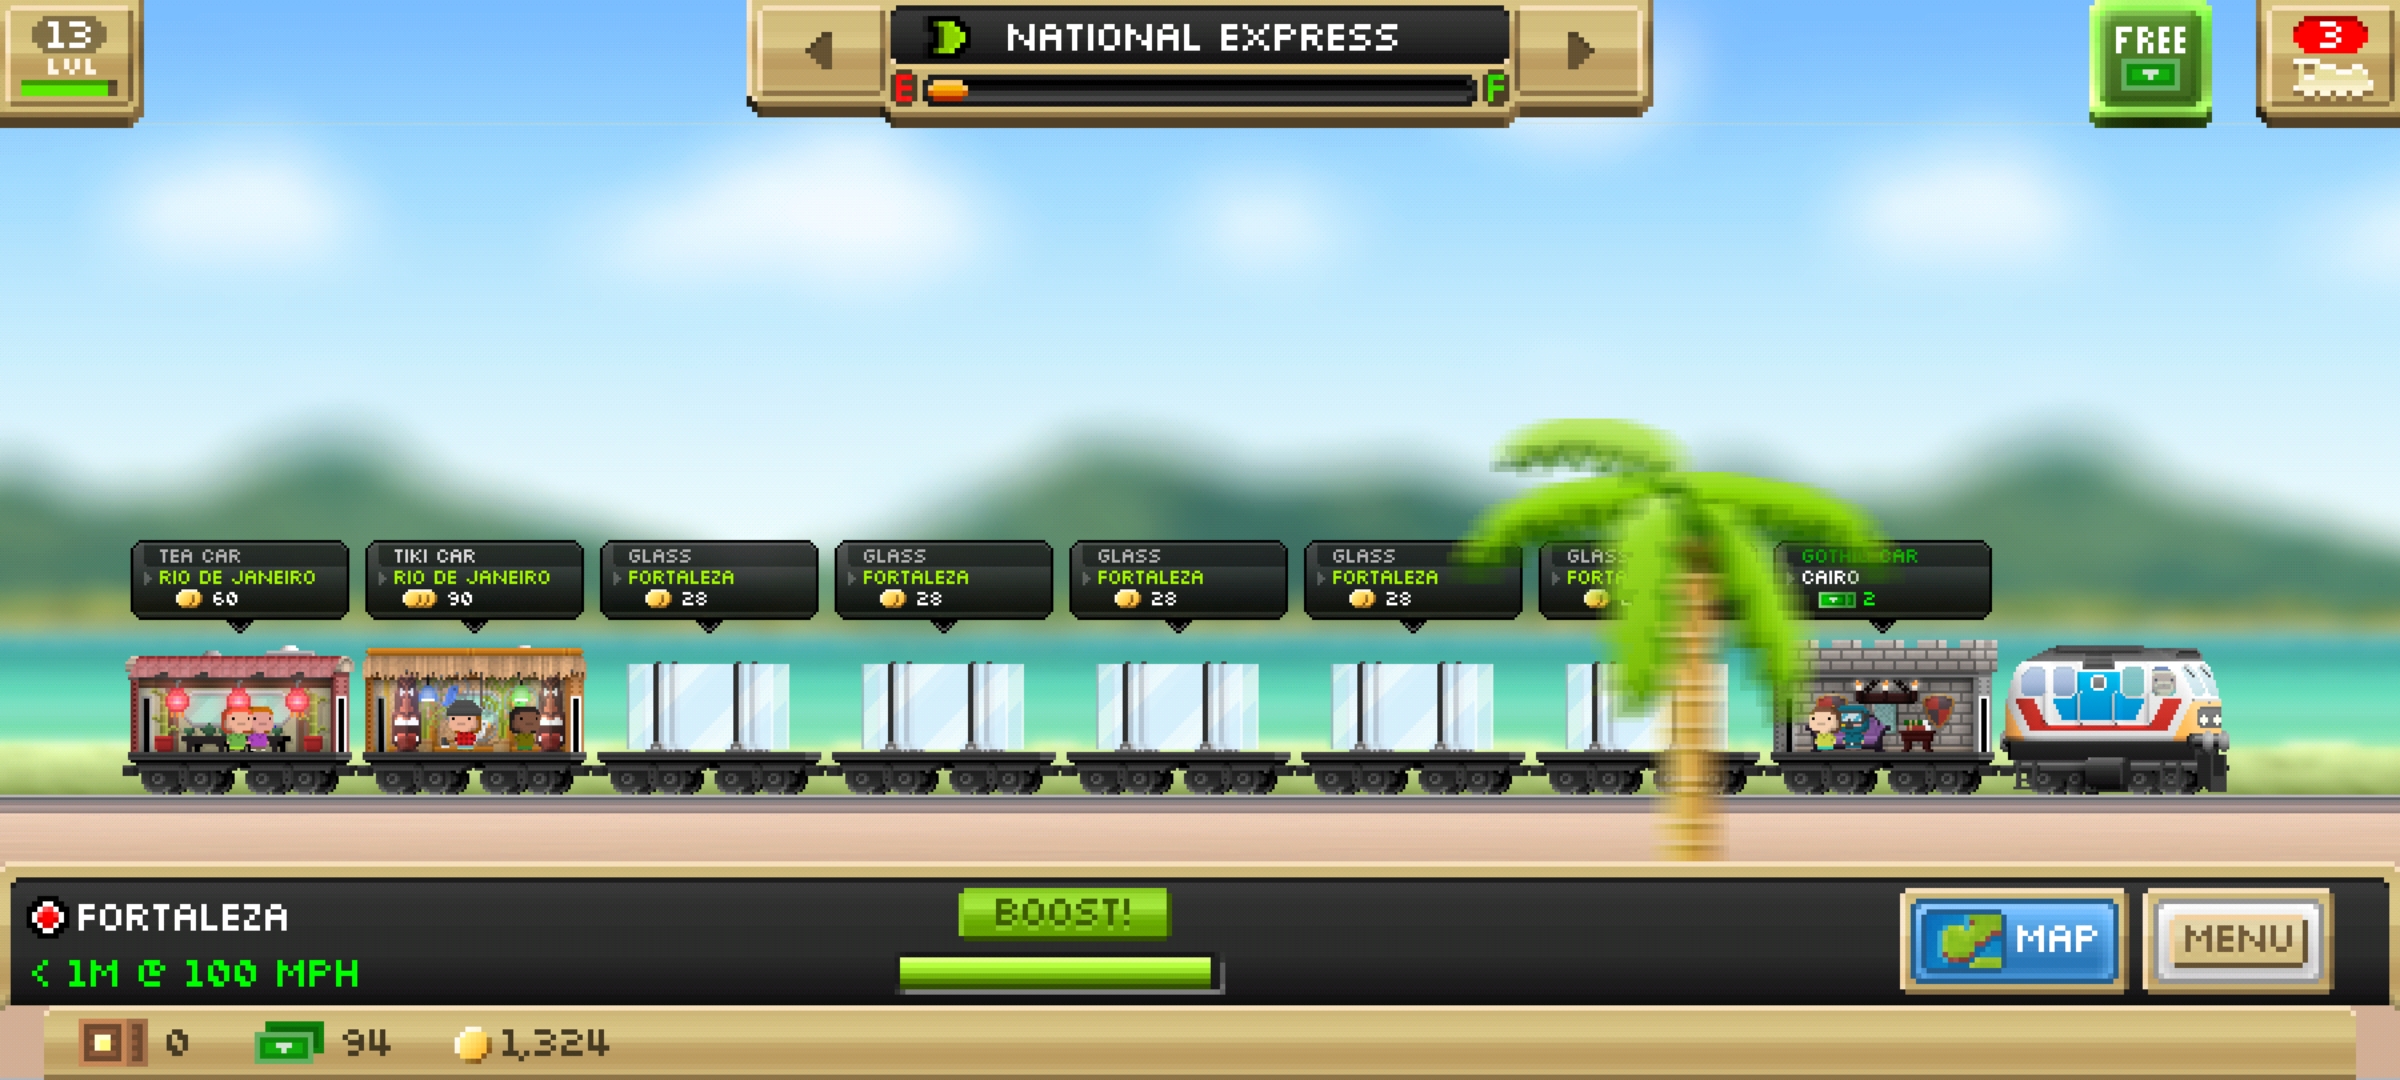 13
LVL
NATIONAL EXPRESS
E F
FREE
3
TEA CAR
RIO DE JANEIRO
60
TIKI CAR
RIO DE JANEIRO
90
GLASS
FORTALEZA
28
GLASS
FORTALEZA
28
GLASS
FORTALEZA
28
GLASS
FORTALEZA
28
GLASS
CAR
CAIRO
2
FORTALEZA
< 1M @ 100 MPH
BOOST!
MAP
MENU
0
94
1,324